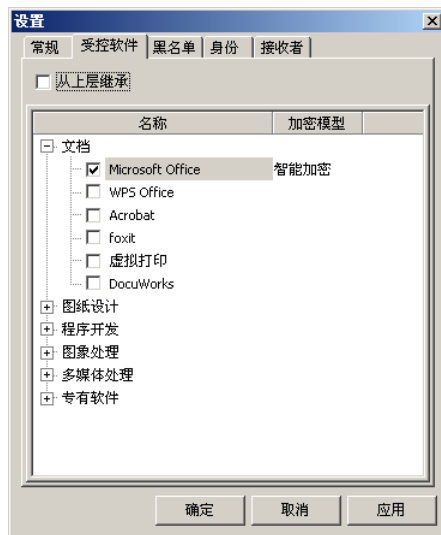 设置
常规 受控软件 黑名单 身份 接收者
从上层继承
名称 加密模型
文档
Microsoft Office 智能加密
WPS Office
Acrobat
foxit
虚拟打印
DocuWorks
图纸设计
程序开发
图象处理
多媒体处理
专有软件
确定 取消 应用